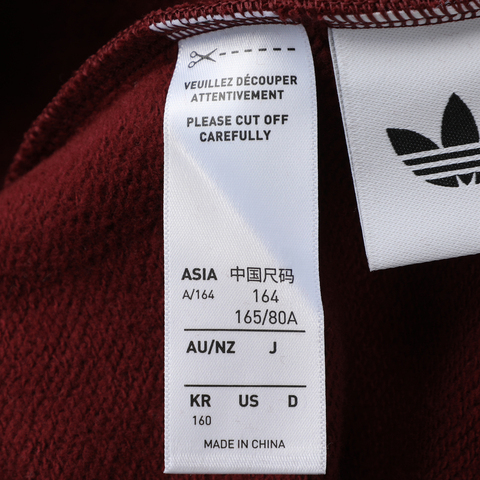 VEUILLEZ DÉCOUPER
ATTENTIVEMENT
PLEASE CUT OFF
CAREFULLY
ASIA 中国尺码
A/164 164
165/80A
AU/NZ J
KR US D
160
MADE IN CHINA